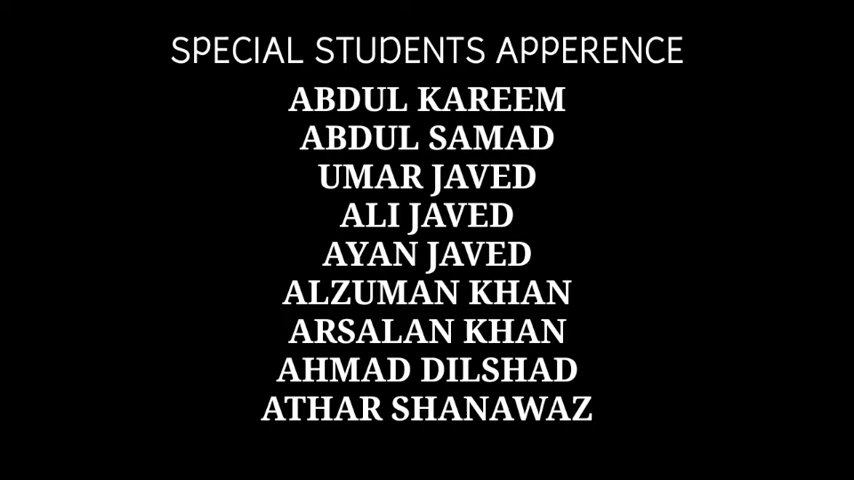 SPECIAL STUDENTS APPERENCE
ABDUL KAREEM
ABDUL SAMAD
UMAR JAVED
ALI JAVED
AYAN JAVED
ALZUMAN KHAN
ARSALAN KHAN
AHMAD DILSHAD
ATHAR SHANAWAZ